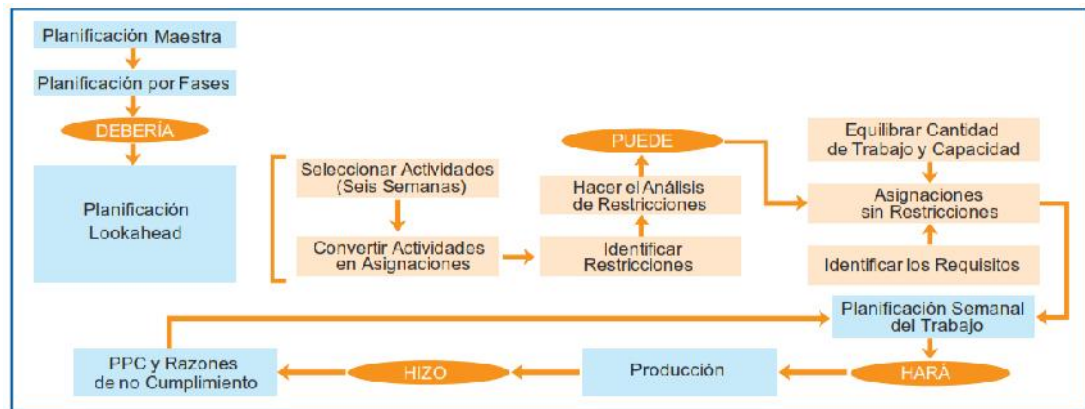 Planificación Maestra
Planificación por Fases
DEBERÍA
Planificación
Lookahead
Seleccionar Actividades
(Seis Semanas)
Convertir Actividades
en Asignaciones
Identificar
Restricciones
Hacer el Análisis
de Restricciones
PUEDE
Equilibrar Cantidad
de Trabajo y Capacidad
Asignaciones
sin Restricciones
Identificar los Requisitos
Planificación Semanal
del Trabajo
HARÁ
Producción
HIZO
PPC y Razones
de no Cumplimiento